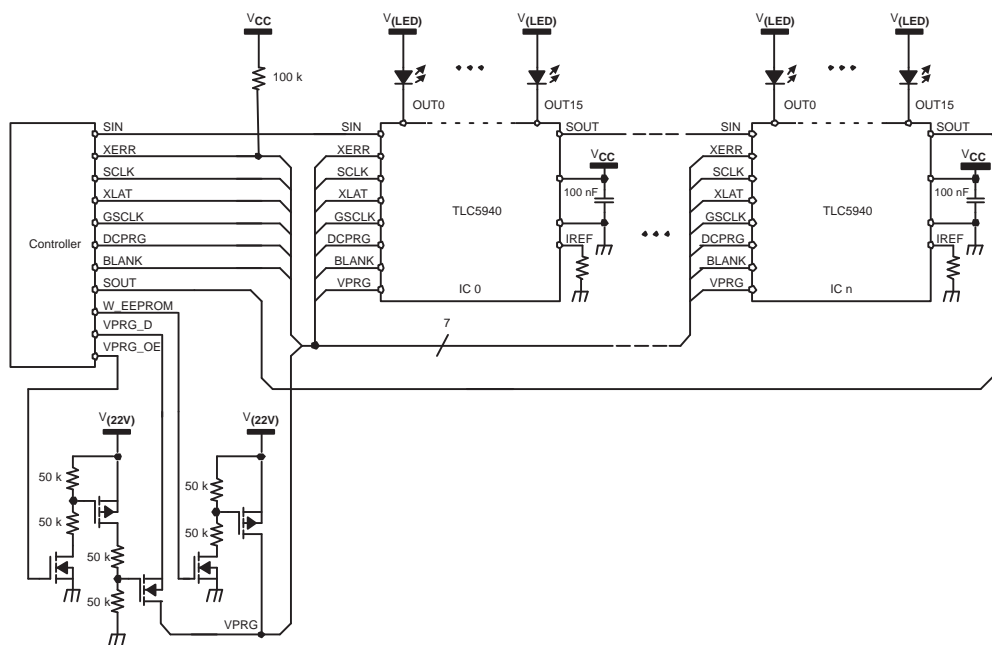 VCC
V(LED)
V(LED)
V(LED)
V(LED)
100 k
OUT0
OUT15
OUT0
OUT15
SIN
SIN
SOUT
SIN
SOUT
XERR
XERR
VCC
XERR
VCC
SCLK
SCLK
100 nF
SCLK
100 nF
XLAT
XLAT
TLC5940
XLAT
TLC5940
GSCLK
GSCLK
GSCLK
Controller
DCPRG
DCPRG
IREF
DCPRG
IREF
BLANK
BLANK
BLANK
SOUT
VPRG
IC 0
VPRG
IC n
W_EEPROM
VPRG_D
7
VPRG_OE
V(22V)
V(22V)
50 k
50 k
50 k
50 k
50 k
50 k
VPRG